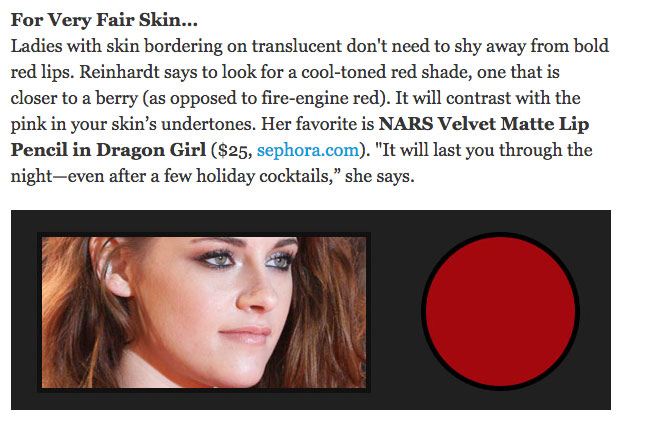 For Very Fair Skin...
Ladies with skin bordering on translucent don't need to shy away from bold
red lips. Reinhardt says to look for a cool-toned red shade, one that is
closer to a berry (as opposed to fire-engine red). It will contrast with the
pink in your skin’s undertones. Her favorite is NARS Velvet Matte Lip
Pencil in Dragon Girl ($25, sephora.com). "It will last you through the
night—even after a few holiday cocktails,” she says.